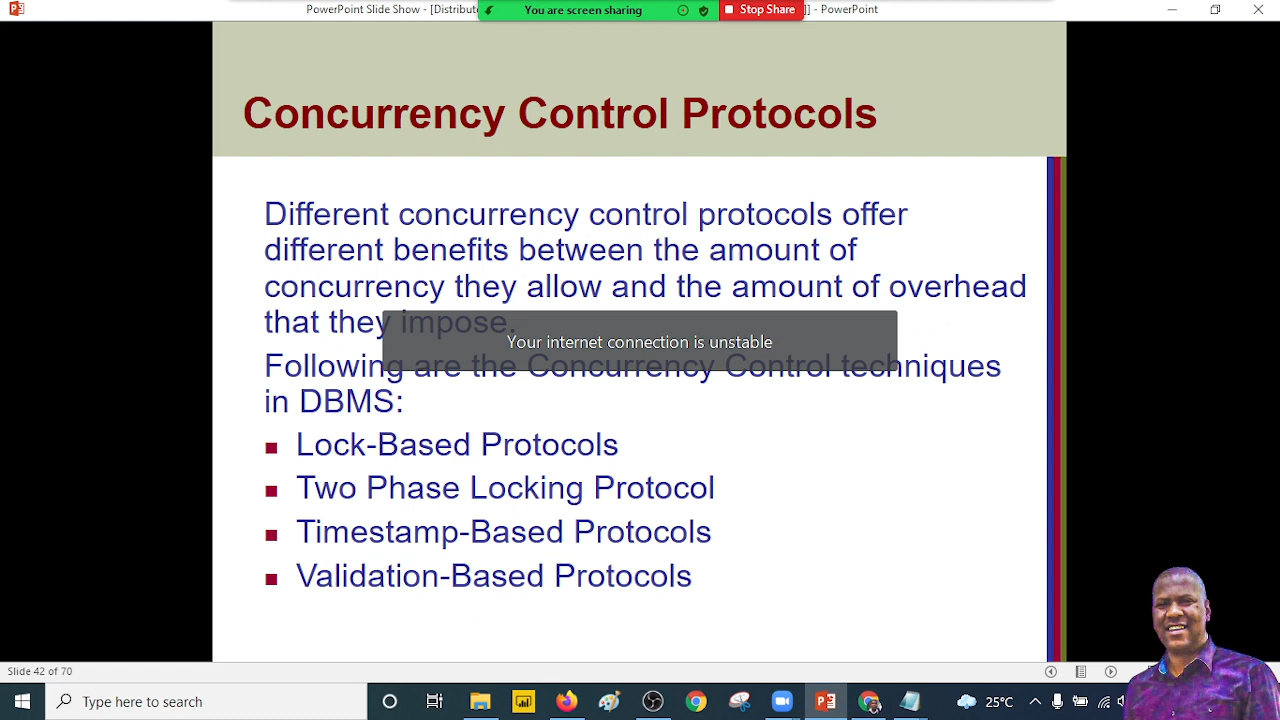 PowerPoint Slide Show - [Distribute
You are screen sharing
Stop Share
]] - PowerPoint
Concurrency Control Protocols
Different concurrency control protocols offer
different benefits between the amount of
concurrency they allow and the amount of overhead
that they impose.
Your internet connection is unstable
Following are the Concurrency Control techniques
in DBMS:
Lock-Based Protocols
Two Phase Locking Protocol
Timestamp-Based Protocols
Validation-Based Protocols
Slide 42 of 70
Type here to search
25°C